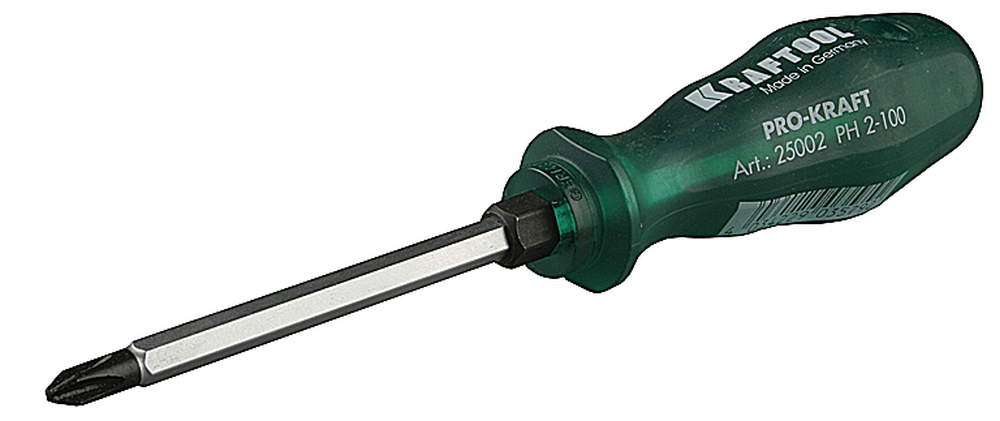 KRAFTOOL
Made in Germany
PRO-KRAFT
Art.: 25002 PH 2-100